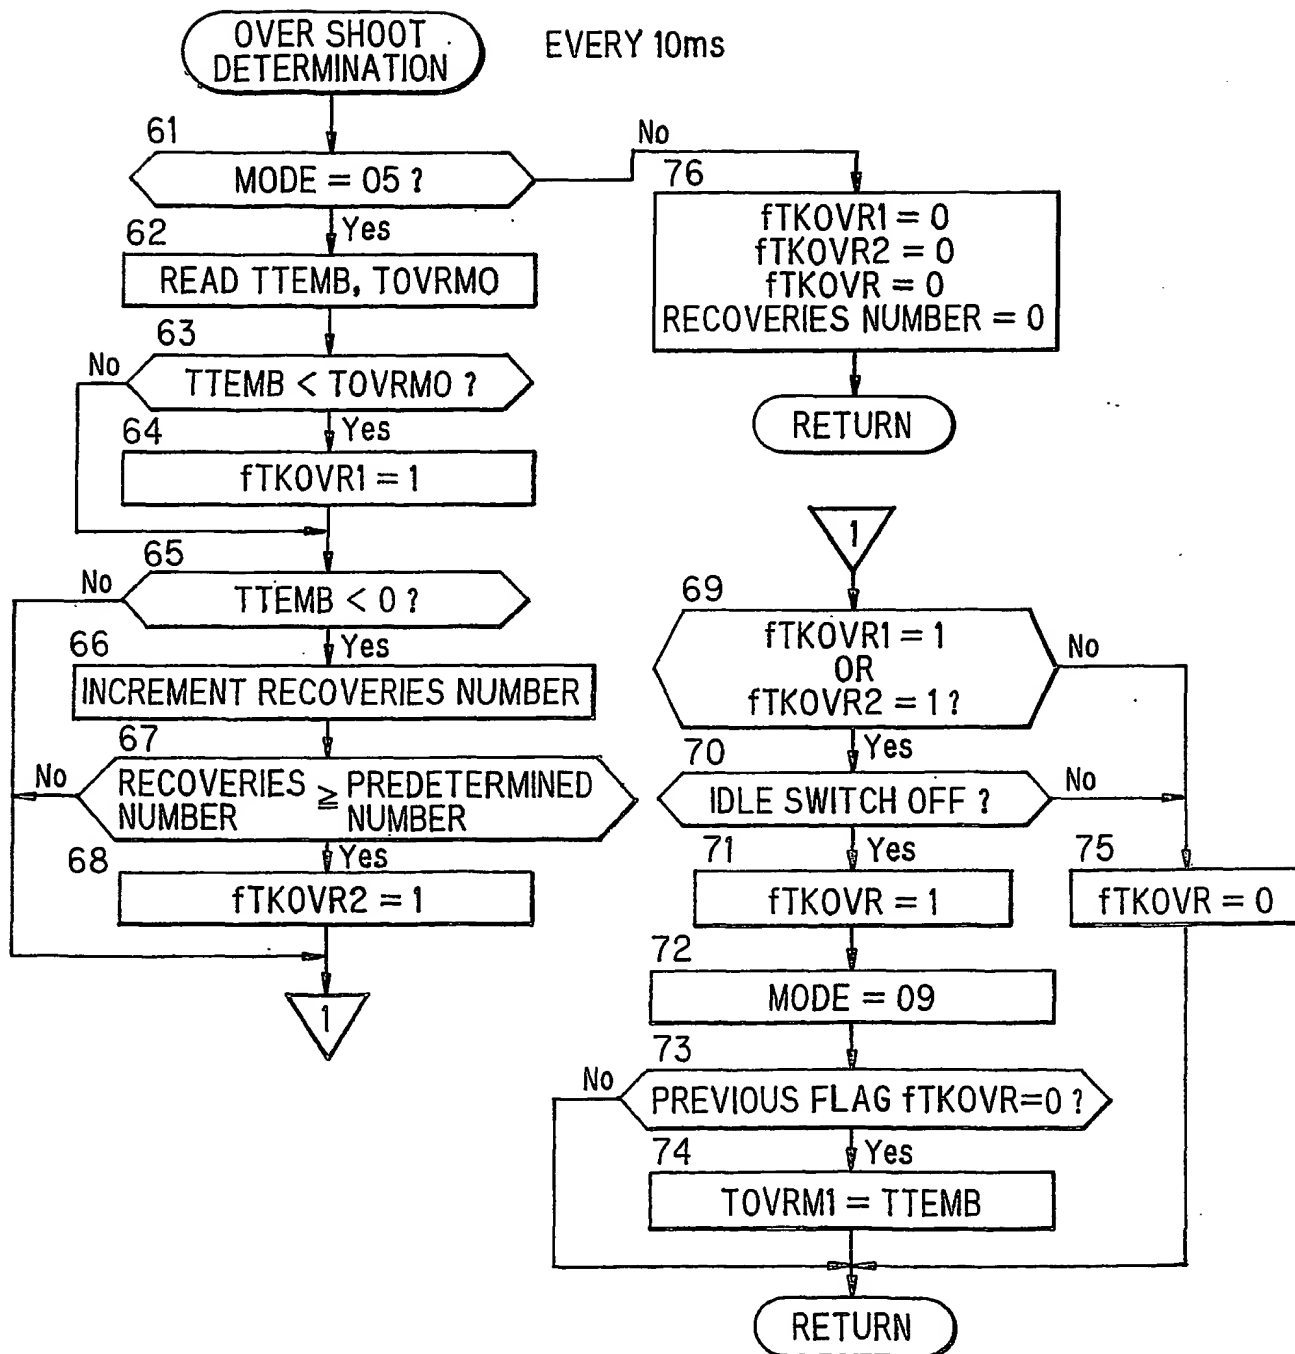 OVER SHOOT
DETERMINATION
EVERY 10ms
61
MODE = 05 ?
No
Yes
62
READ TTEMB, TOVRM0
63
No
TTEMB < TOVRM0 ?
Yes
64
fTKOVR1 = 1
65
No
TTEMB < 0 ?
Yes
66
INCREMENT RECOVERIES NUMBER
67
No
RECOVERIES ≧ PREDETERMINED
NUMBER NUMBER
Yes
68
fTKOVR2 = 1
1
76
fTKOVR1 = 0
fTKOVR2 = 0
fTKOVR = 0
RECOVERIES NUMBER = 0
RETURN
1
69
fTKOVR1 = 1
OR
fTKOVR2 = 1 ?
No
Yes
70
IDLE SWITCH OFF ?
No
Yes
71
fTKOVR = 1
75
fTKOVR = 0
72
MODE = 09
73
No
PREVIOUS FLAG fTKOVR=0 ?
Yes
74
TOVRM1 = TTEMB
RETURN